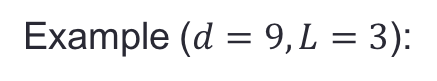 Example (𝑑 = 9, 𝐿 = 3):